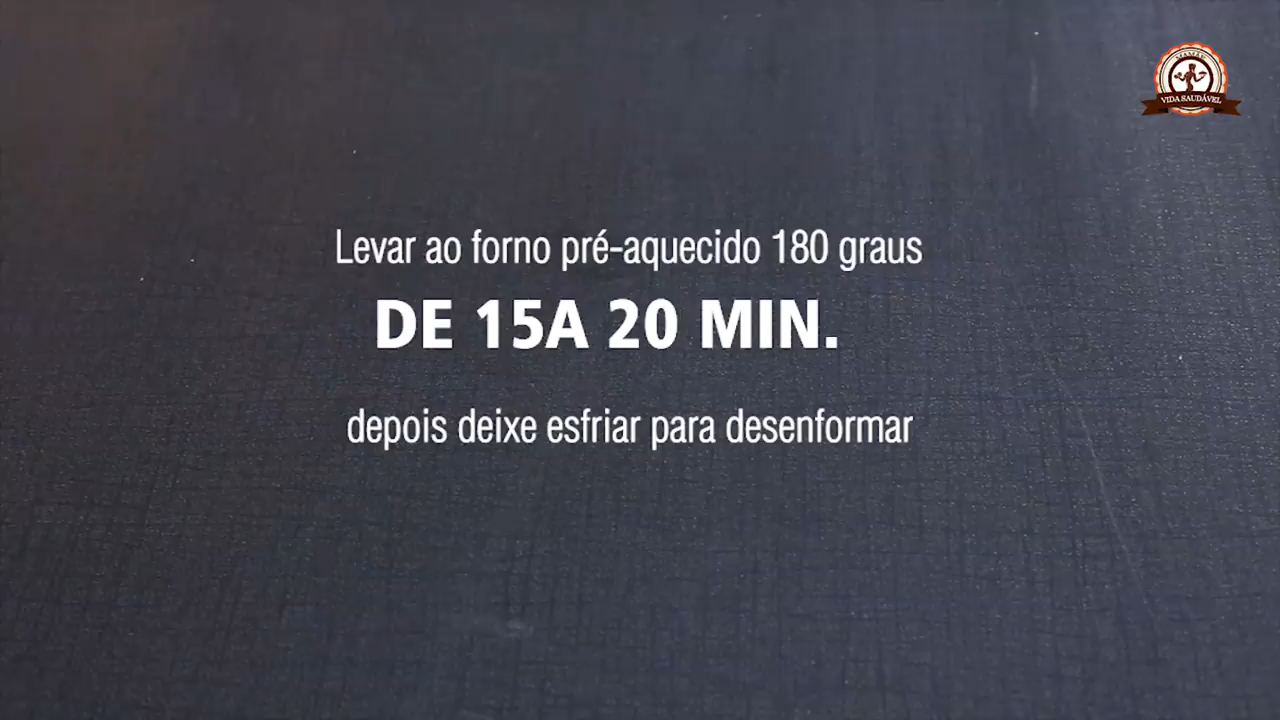 VIDA SAUDÁVEL
Levar ao forno pré-aquecido 180 graus
DE 15A 20 MIN.
depois deixe esfriar para desenformar